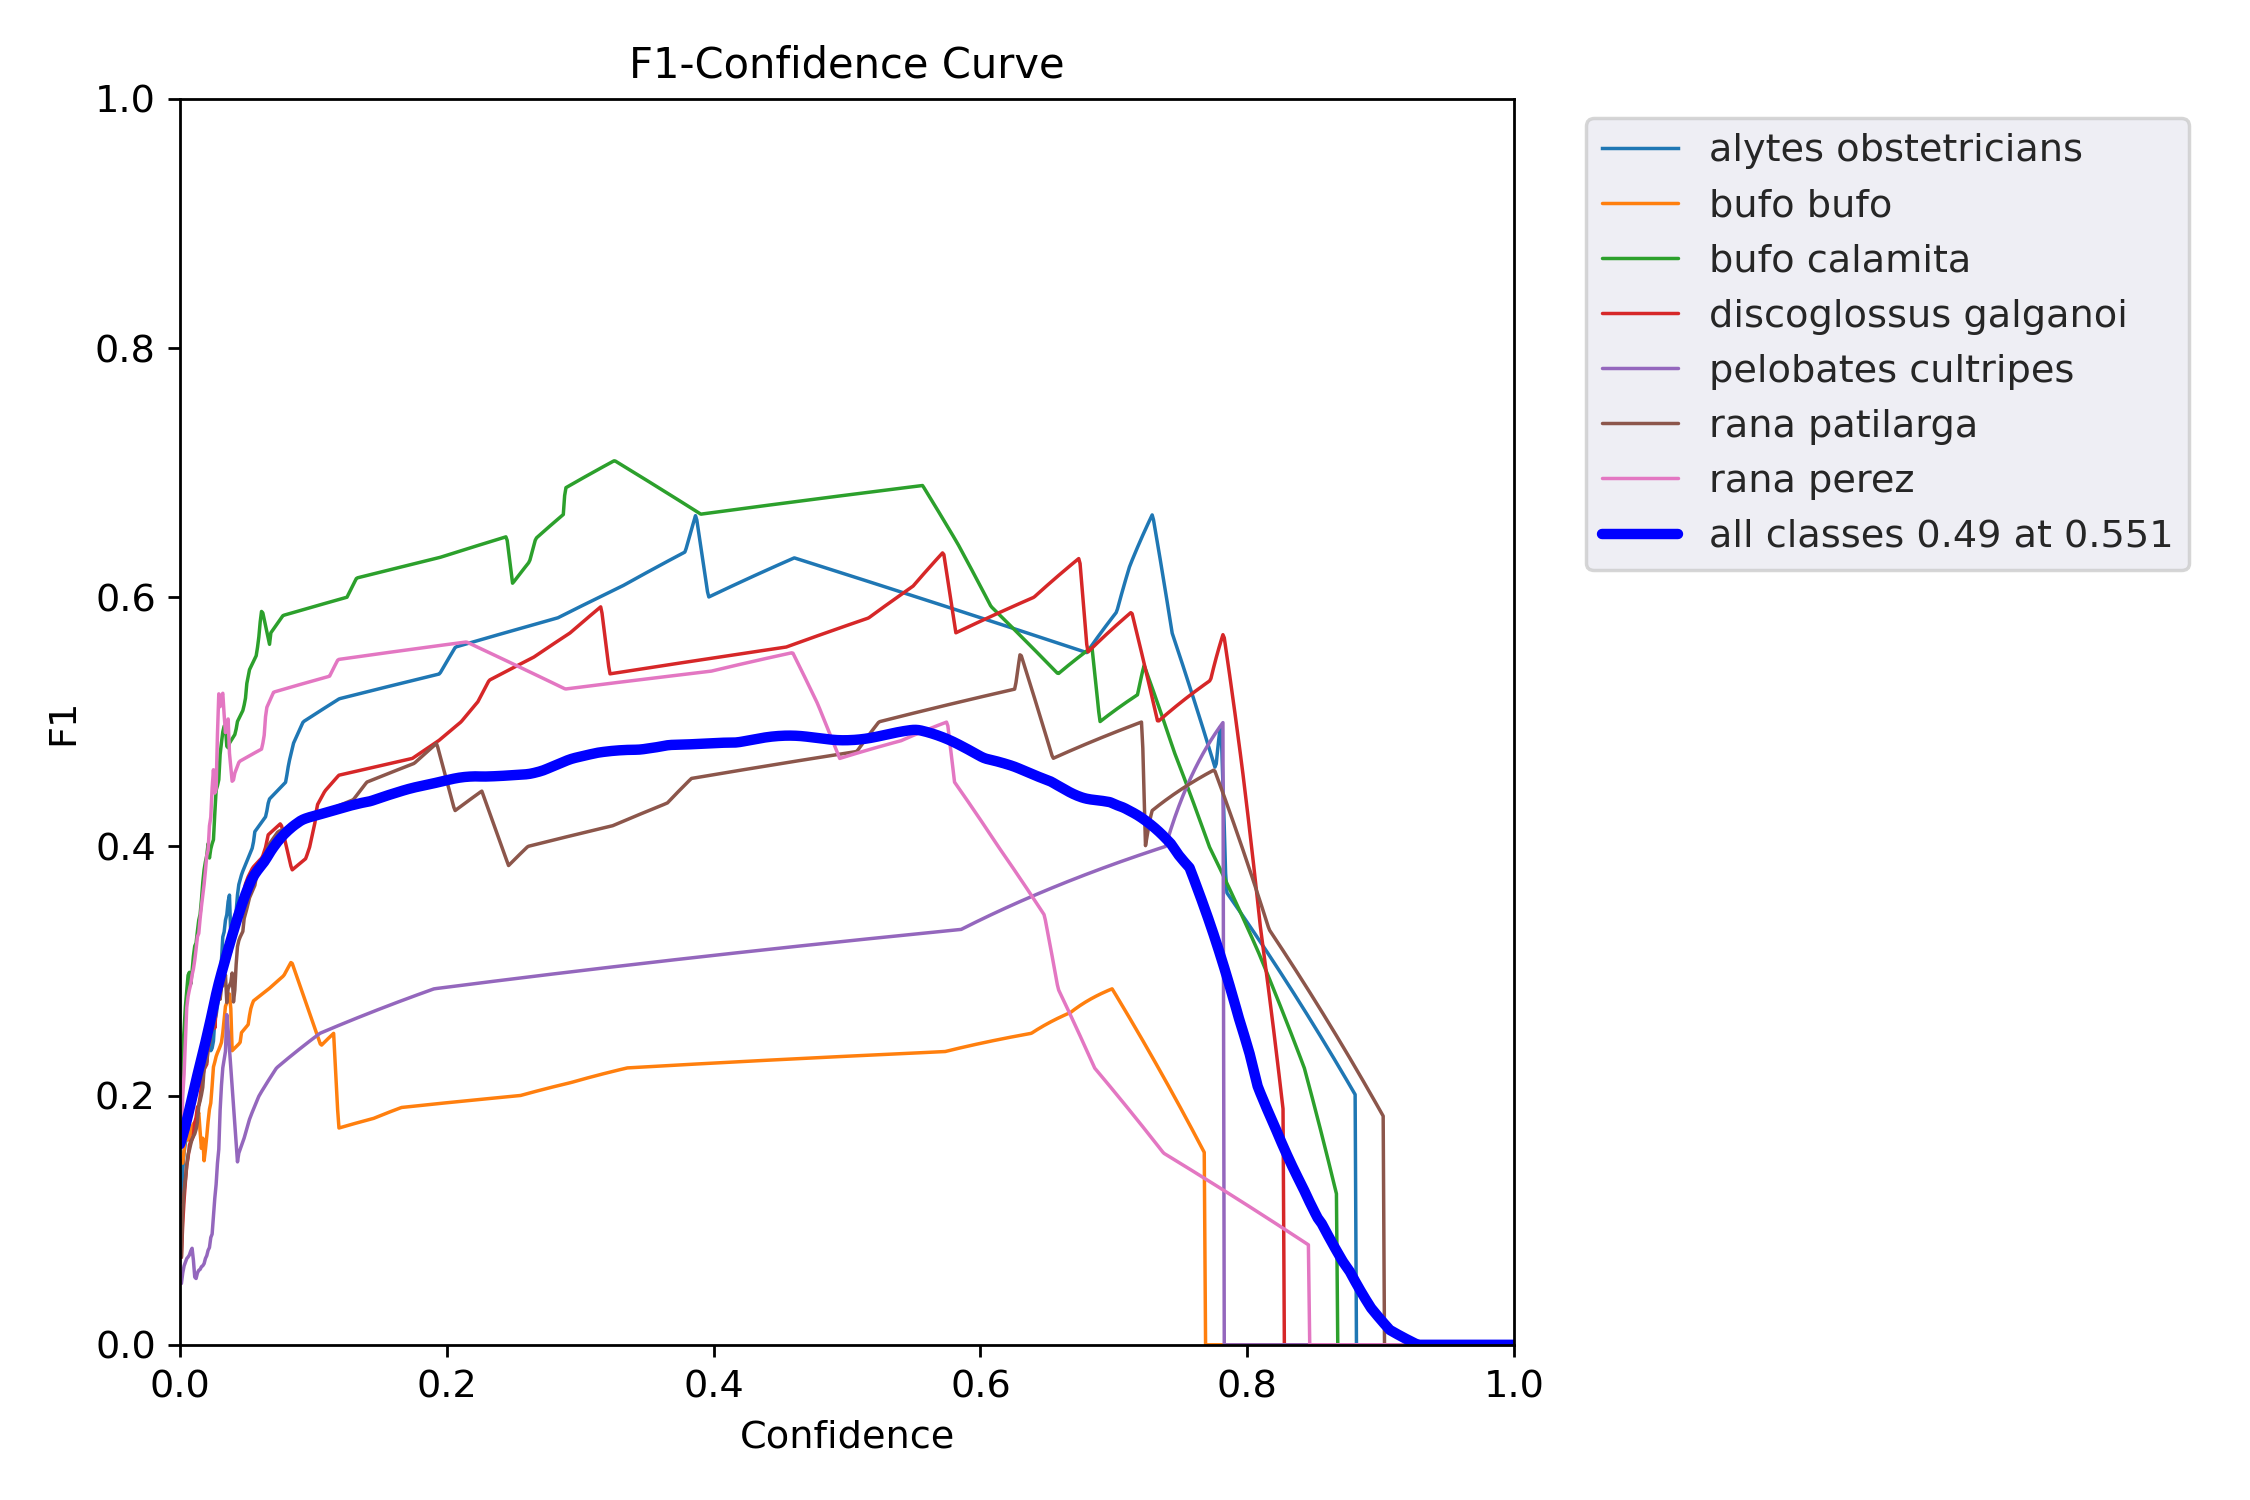 F1-Confidence Curve
1.0
0.8
0.6
0.4
0.2
0.0
F1
0.0 0.2 0.4 0.6 0.8 1.0
Confidence
alytes obstetricians
bufo bufo
bufo calamita
discoglossus galganoi
pelobates cultripes
rana patilarga
rana perez
all classes 0.49 at 0.551